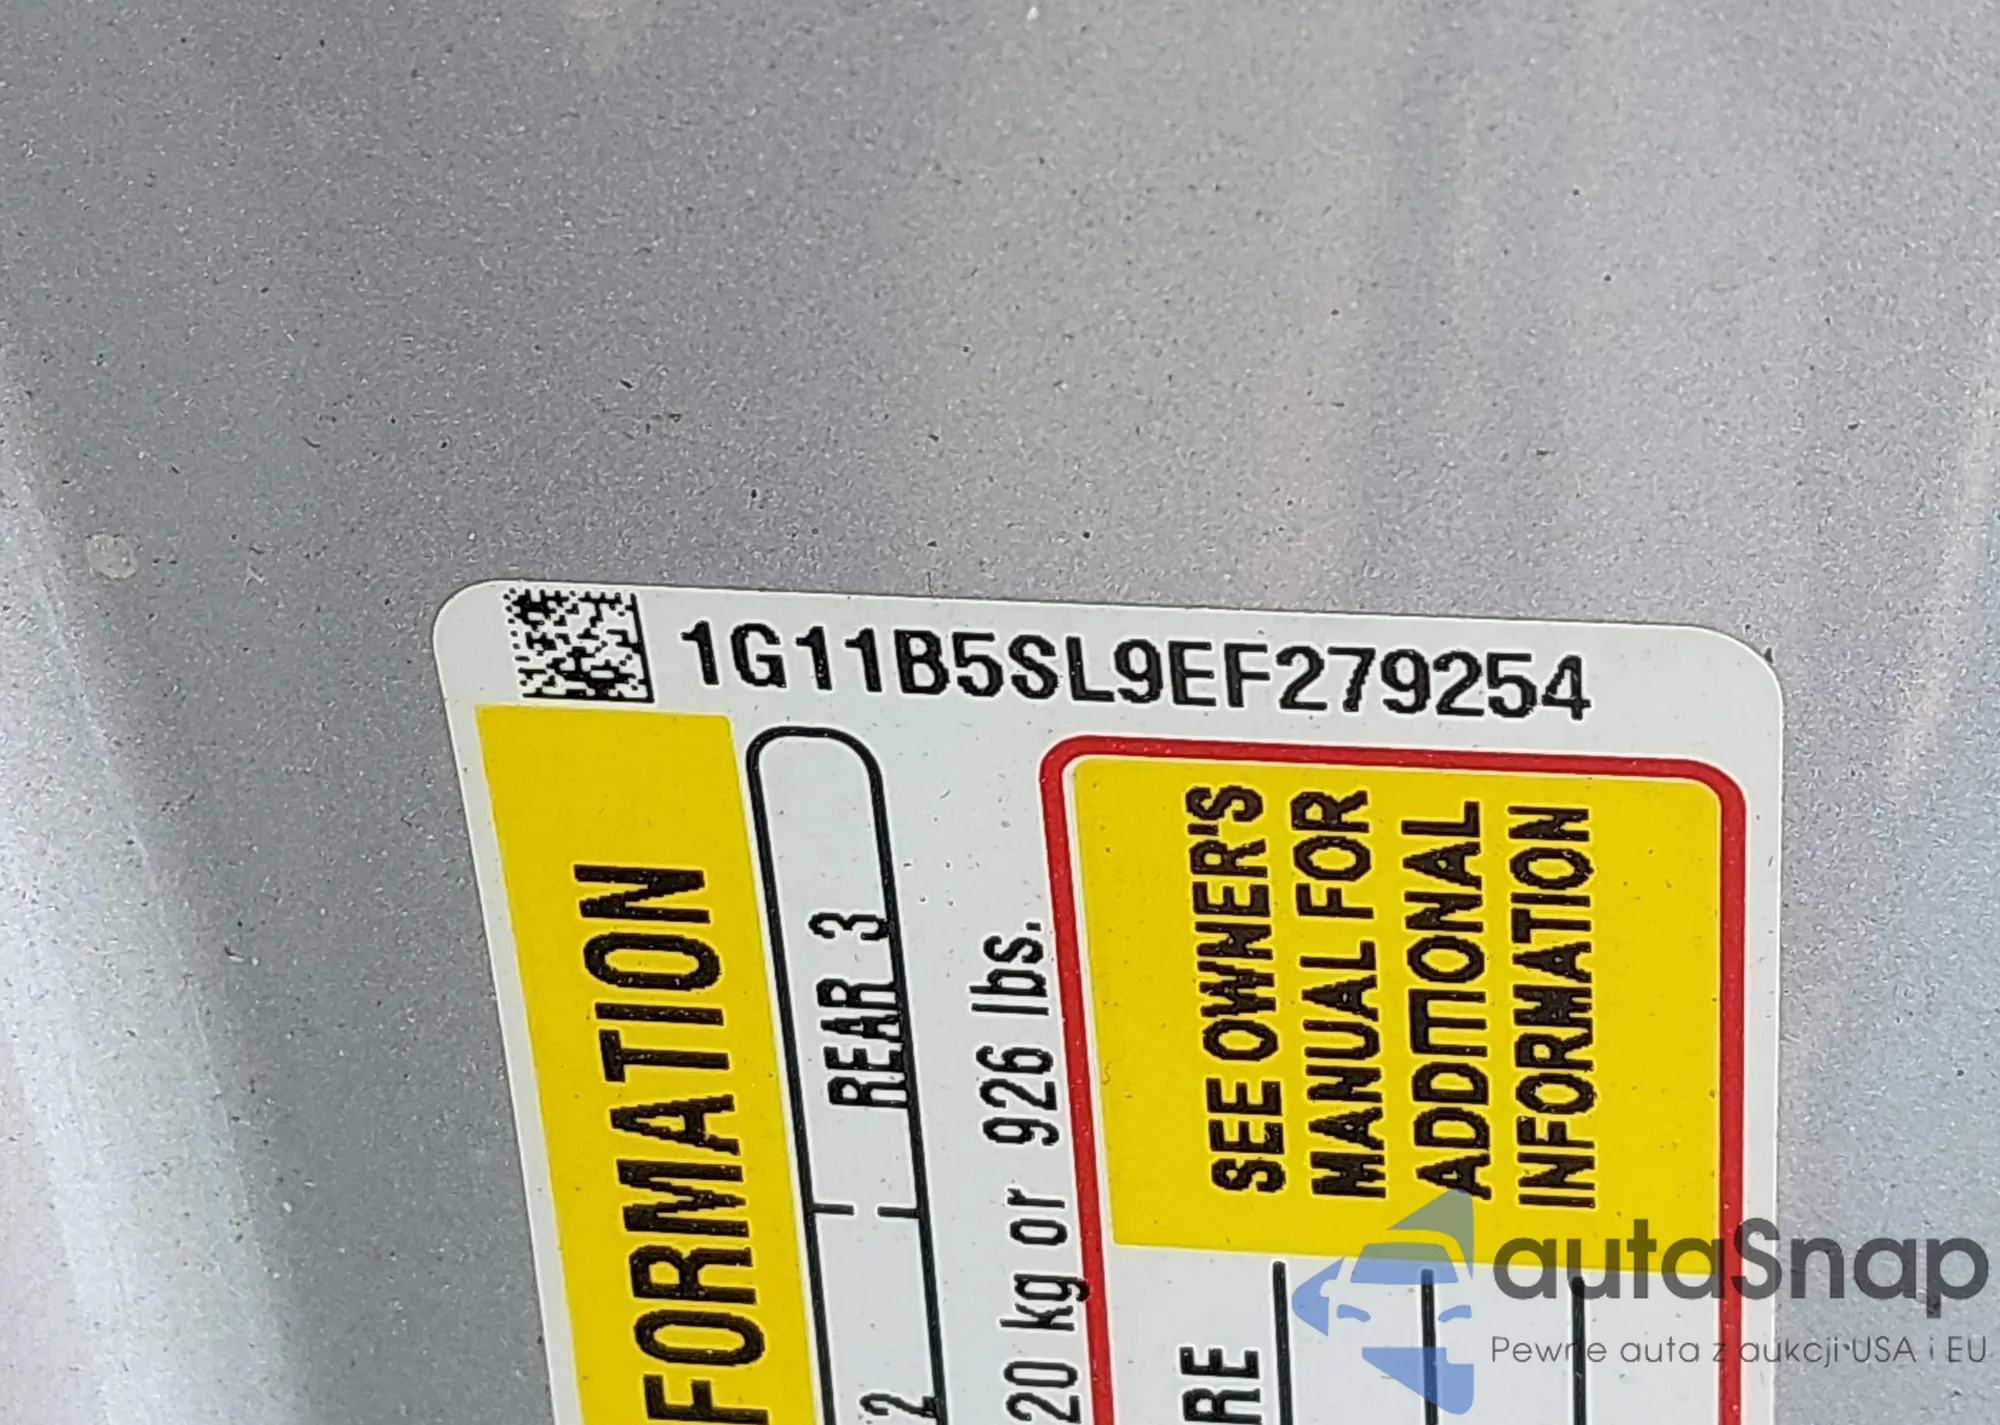 1G11B5SL9EF279254
FORMATION
REAR 3
2
20 kg or 926 lbs.
SEE OWNER'S
MANUAL FOR
ADDITIONAL
INFORMATION
RE
autaSnap
Pewne auta z aukcji USA i EU